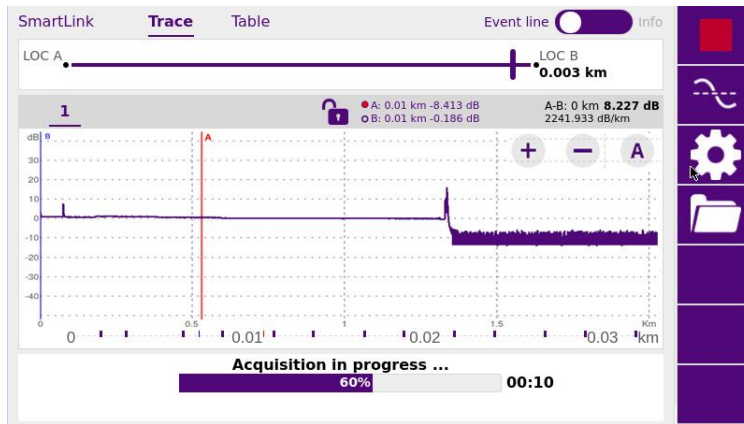 SmartLink Trace Table Event line Info
LOC A LOC B
0.003 km
1 A: 0.01 km -8.413 dB A-B: 0 km 8.227 dB
B: 0.01 km -0.186 dB 2241.933 dB/km
dB B A
30
20
10
0
-10
-20
-30
-40
+ − A
0 0.5 1 1.5 Km
0 0.01 0.02 0.03 km
Acquisition in progress ...
60% 00:10